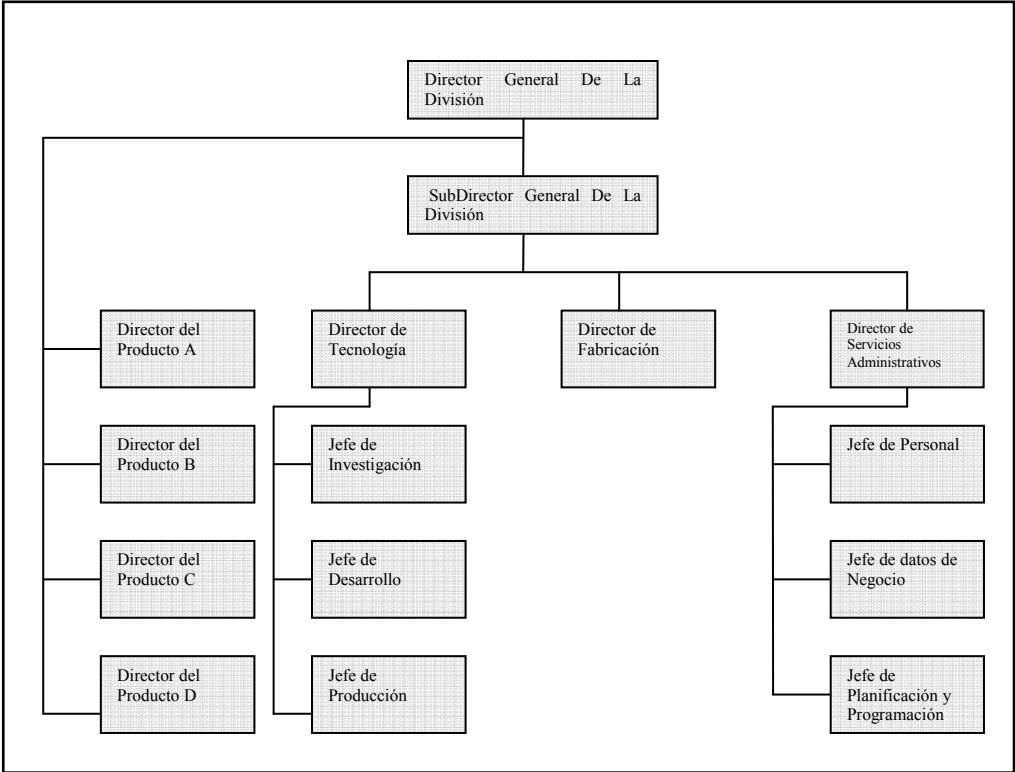 Director General De La
División
SubDirector General De La
División
Director del
Producto A
Director de
Tecnología
Director de
Fabricación
Director de
Servicios
Administrativos
Director del
Producto B
Jefe de
Investigación
Jefe de Personal
Director del
Producto C
Jefe de
Desarrollo
Jefe de datos de
Negocio
Director del
Producto D
Jefe de
Producción
Jefe de
Planificación y
Programación